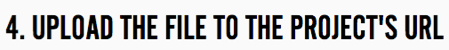 4. UPLOAD THE FILE TO THE PROJECT'S URL